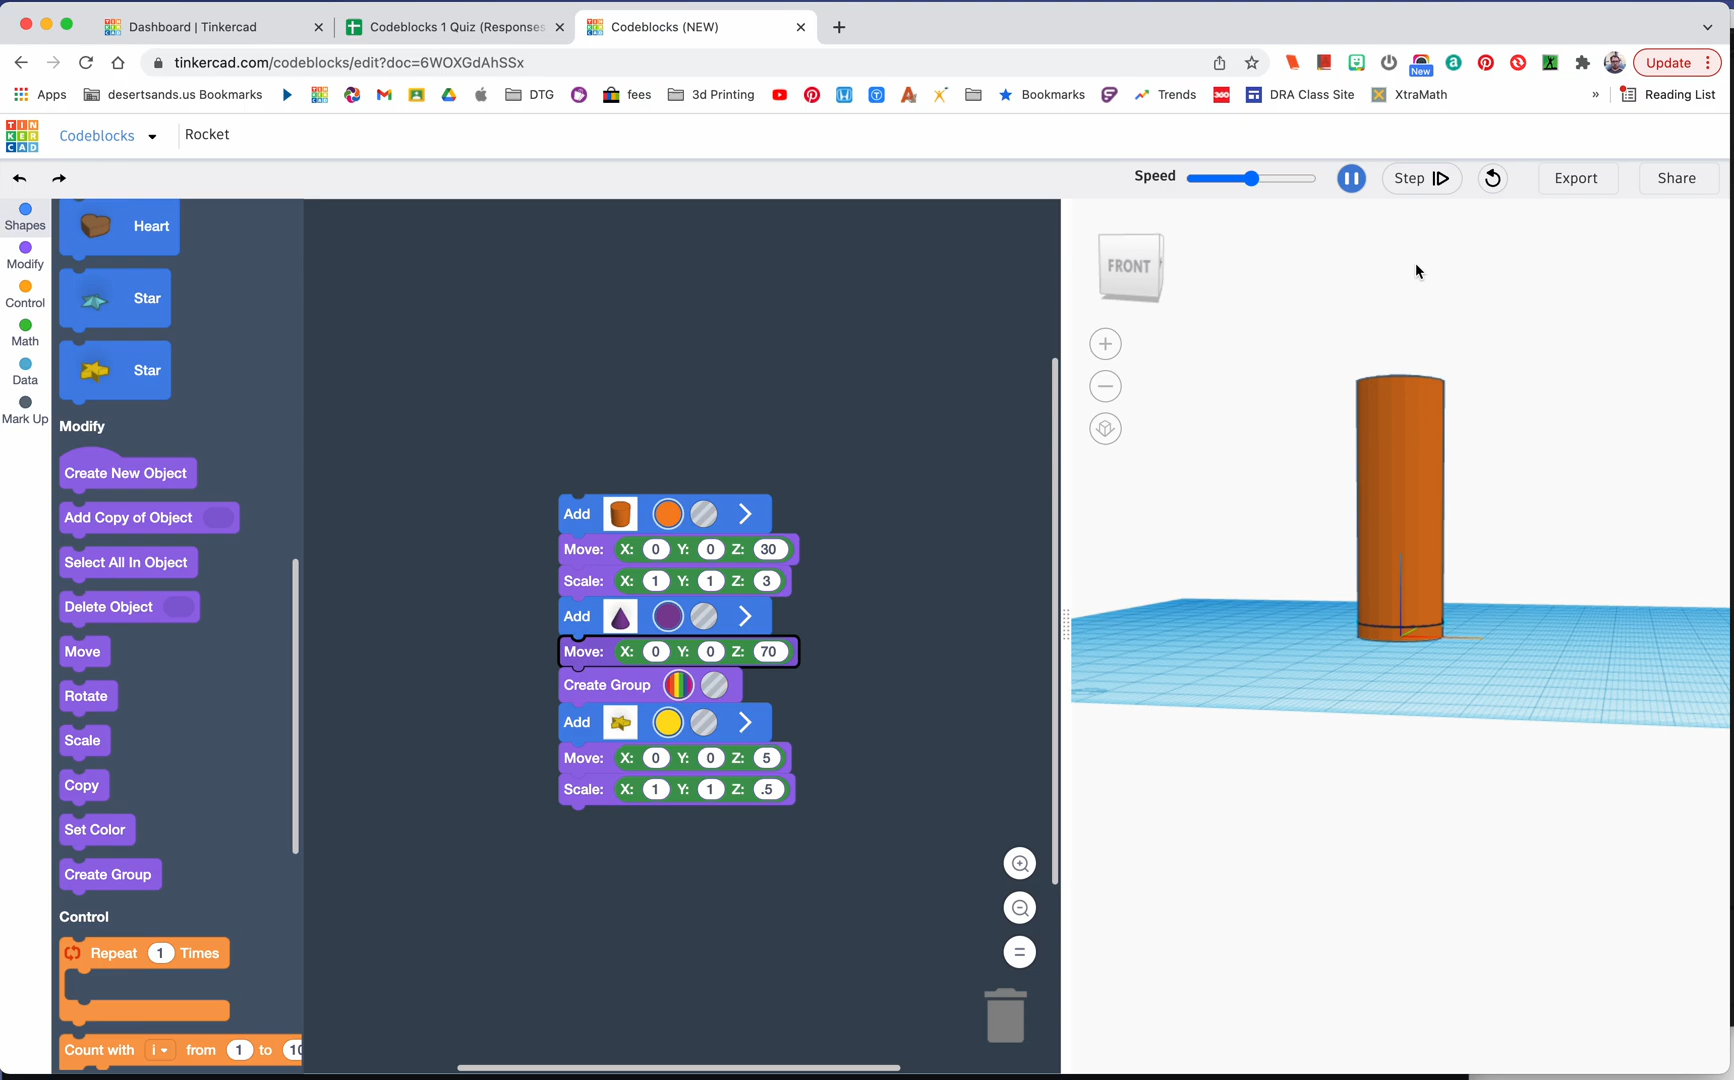 Dashboard | Tinkercad
Codeblocks 1 Quiz (Responses
Codeblocks (NEW)
tinkercad.com/codeblocks/edit?doc=6WOXGdAhSSx
New
Update
Apps
desertsands.us Bookmarks
DTG
fees
3d Printing
Bookmarks
Trends
360
DRA Class Site
XtraMath
»
Reading List
TIN
KER
CAD
Codeblocks
Rocket
Speed
Step
Export
Share
Shapes
Modify
Control
Math
Data
Mark Up
Heart
Star
Star
Modify
Create New Object
Add Copy of Object
Select All In Object
Delete Object
Move
Rotate
Scale
Copy
Set Color
Create Group
Control
Repeat 1 Times
Count with i from 1 to 10
Add
Move: X: 0 Y: 0 Z: 30
Scale: X: 1 Y: 1 Z: 3
Add
Move: X: 0 Y: 0 Z: 70
Create Group
Add
Move: X: 0 Y: 0 Z: 5
Scale: X: 1 Y: 1 Z: .5
FRONT